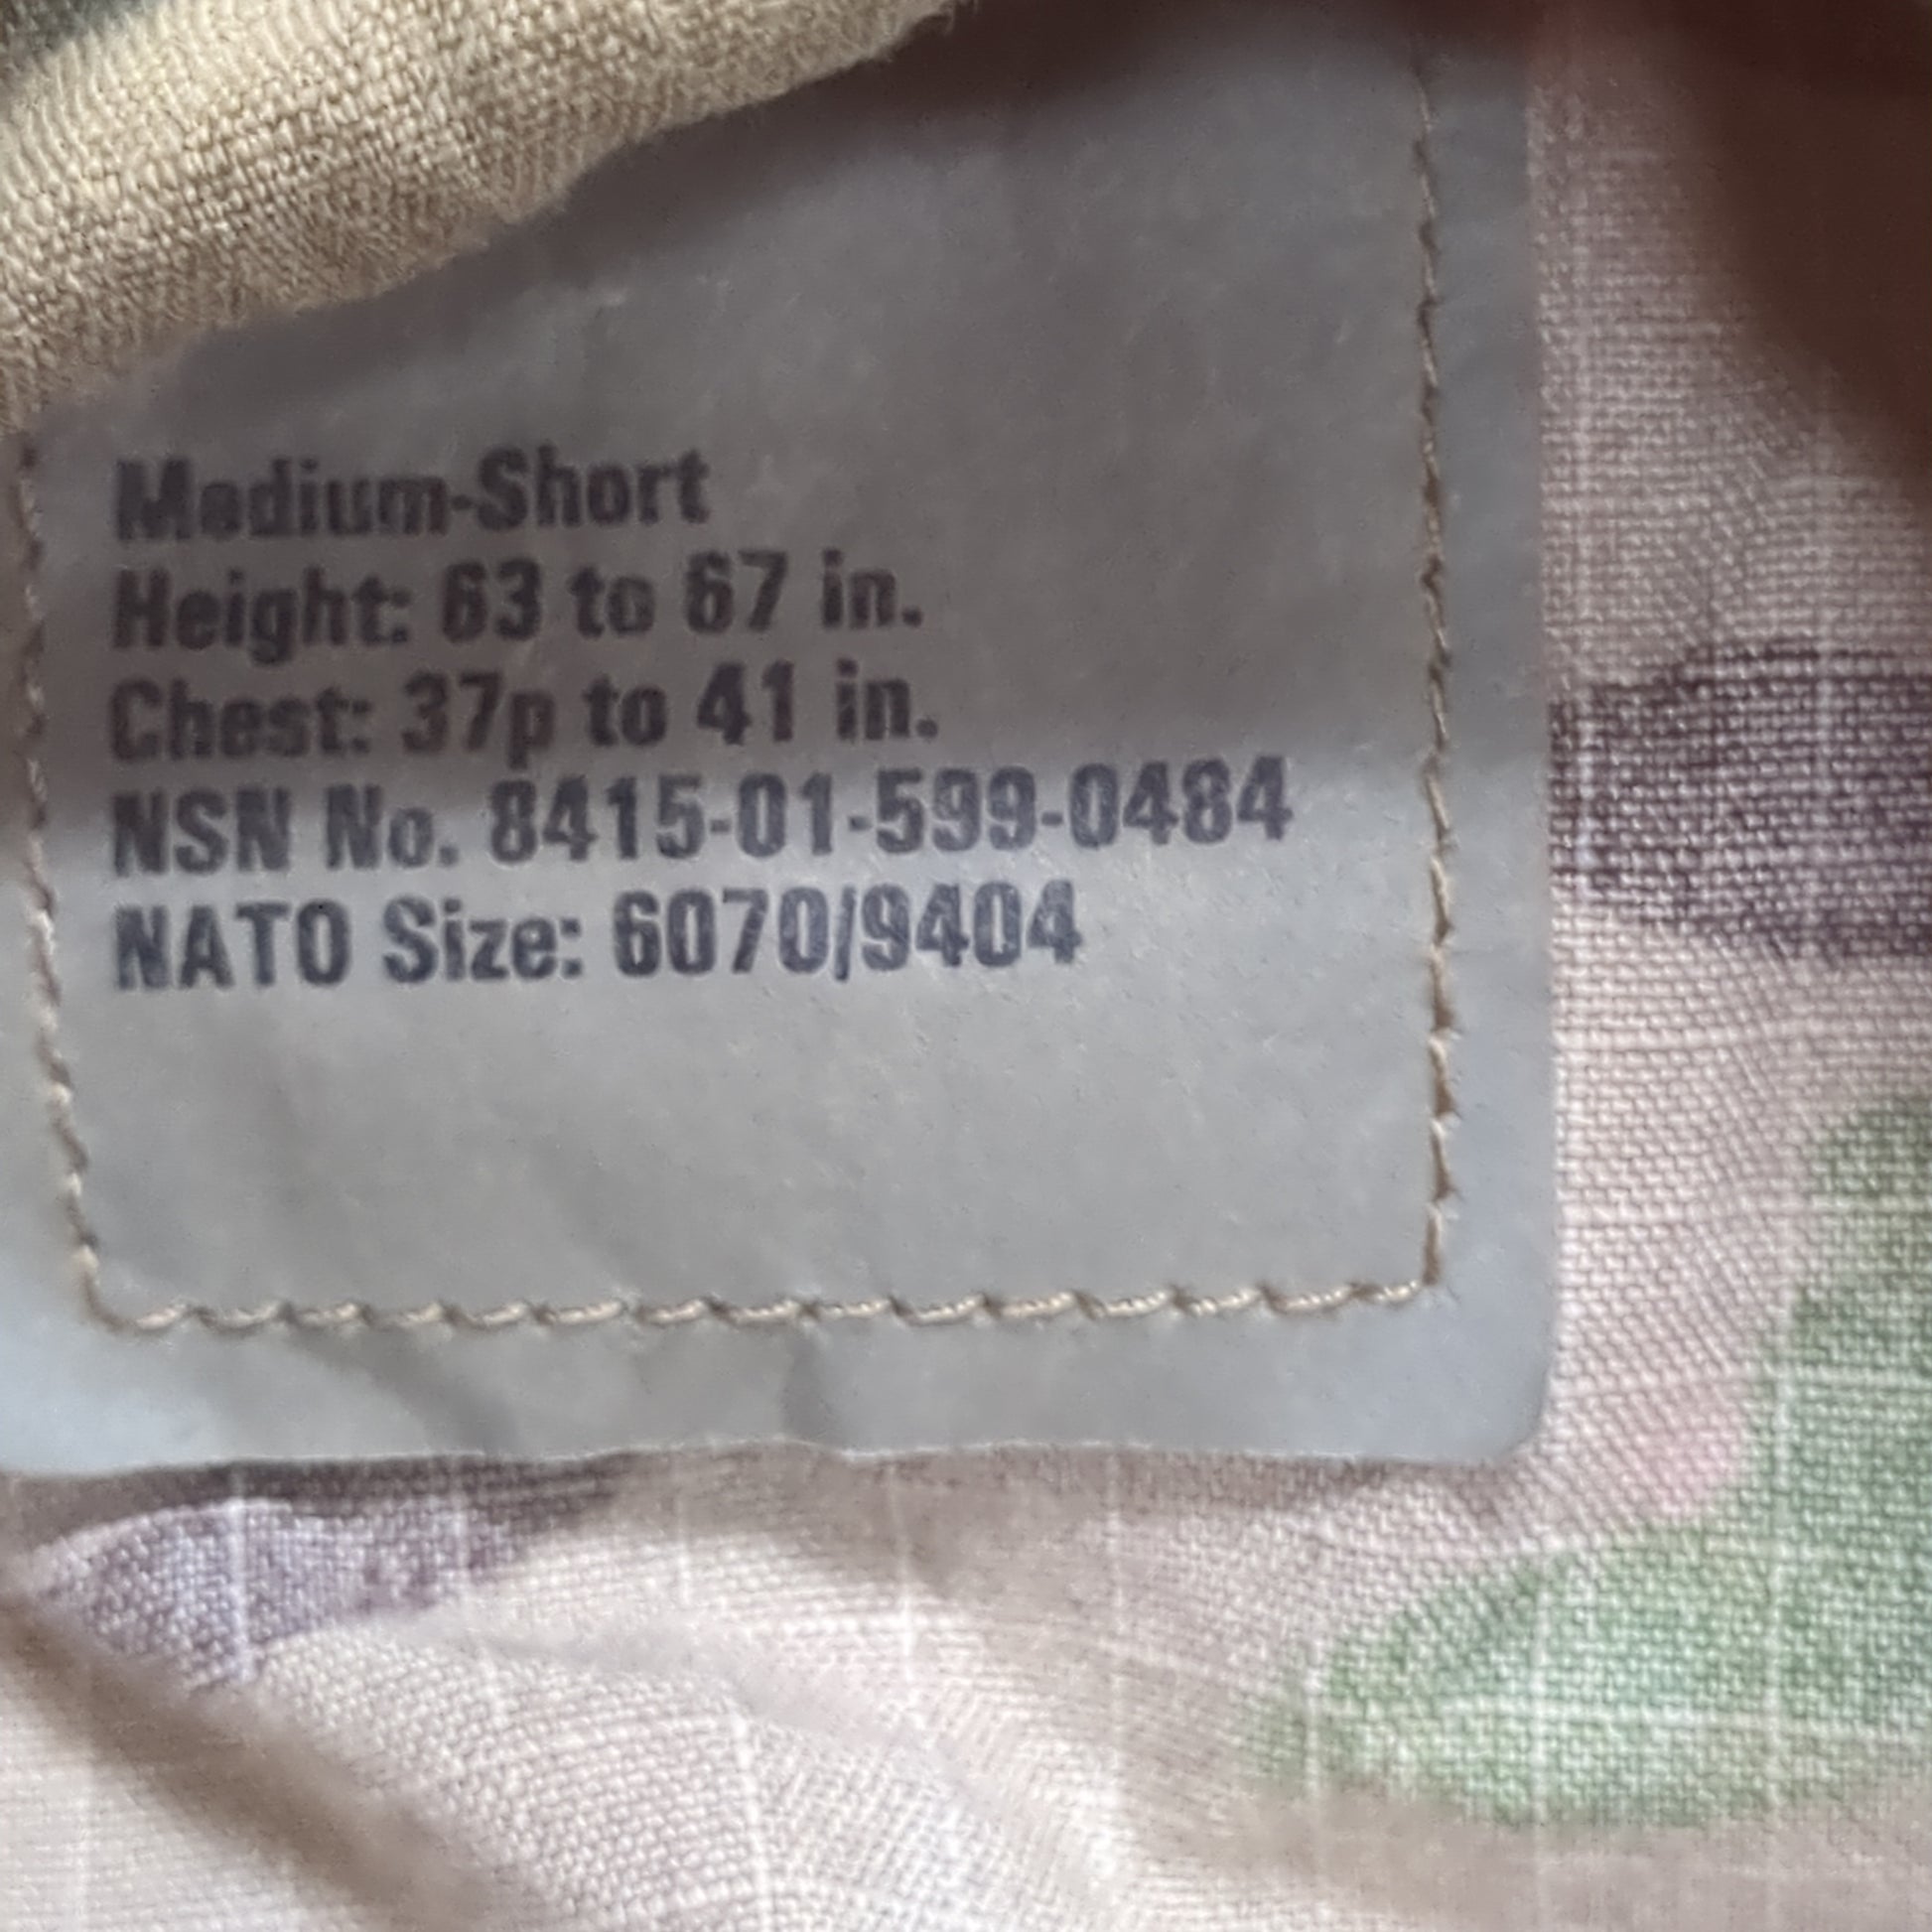 Medium-Short
Height: 63 to 67 in.
Chest: 37p to 41 in.
NSN No. 8415-01-599-0484
NATO Size: 6070/9404